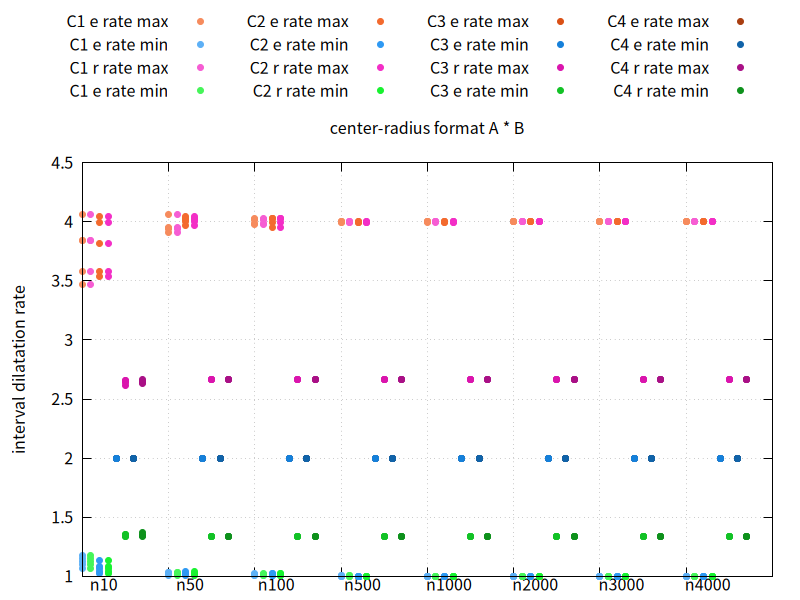 C1 e rate max C2 e rate max C3 e rate max C4 e rate max
C1 e rate min C2 e rate min C3 e rate min C4 e rate min
C1 r rate max C2 r rate max C3 r rate max C4 r rate max
C1 e rate min C2 r rate min C3 r rate min C4 r rate min
center-radius format A * B
4.5
4
3.5
3
2.5
2
1.5
1
interval dilatation rate
n10 n50 n100 n500 n1000 n2000 n3000 n4000